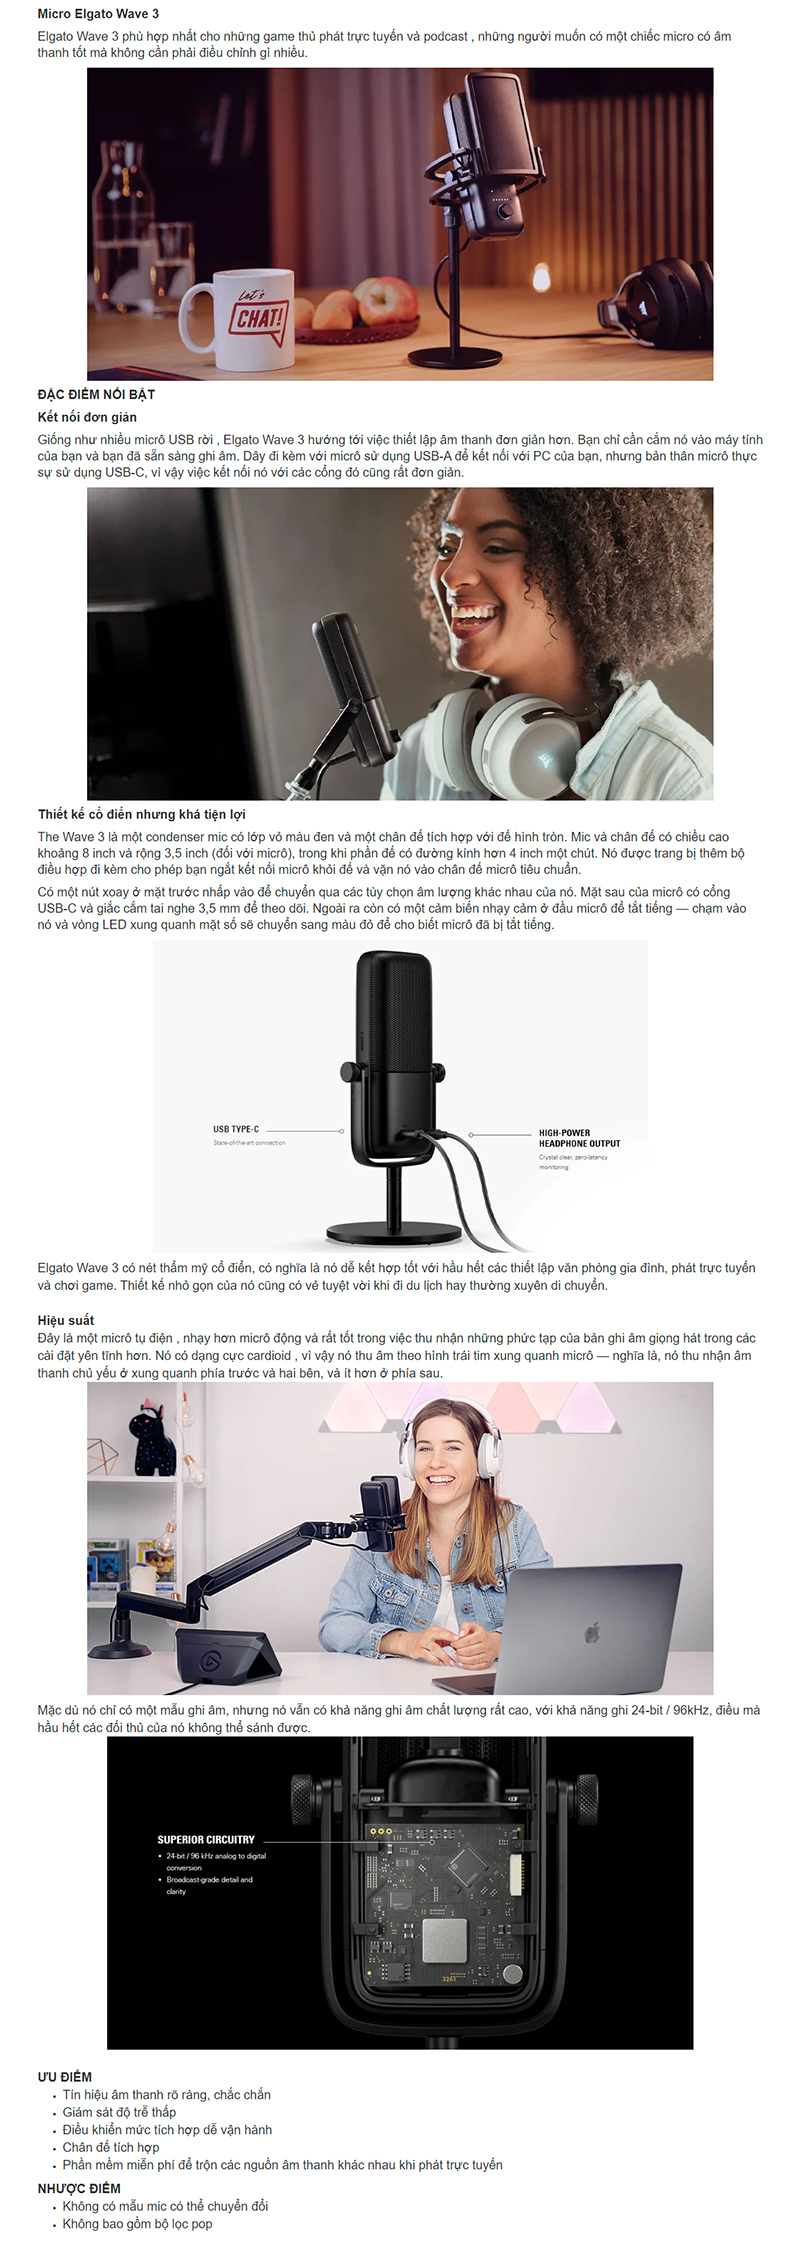 Micro Elgato Wave 3
Elgato Wave 3 phù hợp nhất cho những game thủ phát trực tuyến và podcast , những người muốn có một chiếc micro có âm
thanh tốt mà không cần phải điều chỉnh gì nhiều.
let's
CHAT!
ĐẶC ĐIỂM NỔI BẬT
Kết nối đơn giản
Giống như nhiều micrô USB rời , Elgato Wave 3 hướng tới việc thiết lập âm thanh đơn giản hơn. Bạn chỉ cần cắm nó vào máy tính
của bạn và bạn đã sẵn sàng ghi âm. Dây đi kèm với micrô sử dụng USB-A để kết nối với PC của bạn, nhưng bản thân micrô thực
sự sử dụng USB-C, vì vậy việc kết nối nó với các cổng đó cũng rất đơn giản.
Thiết kế cổ điển nhưng khá tiện lợi
The Wave 3 là một condenser mic có lớp vỏ màu đen và một chân đế tích hợp với đế hình tròn. Mic và chân đế có chiều cao
khoảng 8 inch và rộng 3,5 inch (đối với micrô), trong khi phần đế có đường kính hơn 4 inch một chút. Nó được trang bị thêm bộ
điều hợp đi kèm cho phép bạn ngắt kết nối micrô khỏi đế và vặn nó vào chân đế micrô tiêu chuẩn.
Có một nút xoay ở mặt trước nhấp vào để chuyển qua các tùy chọn âm lượng khác nhau của nó. Mặt sau của micrô có cổng
USB-C và giắc cắm tai nghe 3,5 mm để theo dõi. Ngoài ra còn có một cảm biến nhạy cảm ở đầu micrô để tắt tiếng — chạm vào
nó và vòng LED xung quanh mặt số sẽ chuyển sang màu đỏ để cho biết micrô đã bị tắt tiếng.
USB TYPE-C
State-of-the-art connection
HIGH-POWER
HEADPHONE OUTPUT
Crystal clear, zero-latency
monitoring
Elgato Wave 3 có nét thẩm mỹ cổ điển, có nghĩa là nó dễ kết hợp tốt với hầu hết các thiết lập văn phòng gia đình, phát trực tuyến
và chơi game. Thiết kế nhỏ gọn của nó cũng có vẻ tuyệt vời khi đi du lịch hay thường xuyên di chuyển.
Hiệu suất
Đây là một micrô tụ điện , nhạy hơn micrô động và rất tốt trong việc thu nhận những phức tạp của bản ghi âm giọng hát trong các
cài đặt yên tĩnh hơn. Nó có dạng cực cardioid , vì vậy nó thu âm theo hình trái tim xung quanh micrô — nghĩa là, nó thu nhận âm
thanh chủ yếu ở xung quanh phía trước và hai bên, và ít hơn ở phía sau.
Mặc dù nó chỉ có một mẫu ghi âm, nhưng nó vẫn có khả năng ghi âm chất lượng rất cao, với khả năng ghi 24-bit / 96kHz, điều mà
hầu hết các đối thủ của nó không thể sánh được.
SUPERIOR CIRCUITRY
• 24-bit / 96 kHz analog to digital
conversion
• Broadcast-grade detail and
clarity
3261
ƯU ĐIỂM
• Tín hiệu âm thanh rõ ràng, chắc chắn
• Giám sát độ trễ thấp
• Điều khiển mức tích hợp dễ vận hành
• Chân đế tích hợp
• Phần mềm miễn phí để trộn các nguồn âm thanh khác nhau khi phát trực tuyến
NHƯỢC ĐIỂM
• Không có mẫu mic có thể chuyển đổi
• Không bao gồm bộ lọc pop